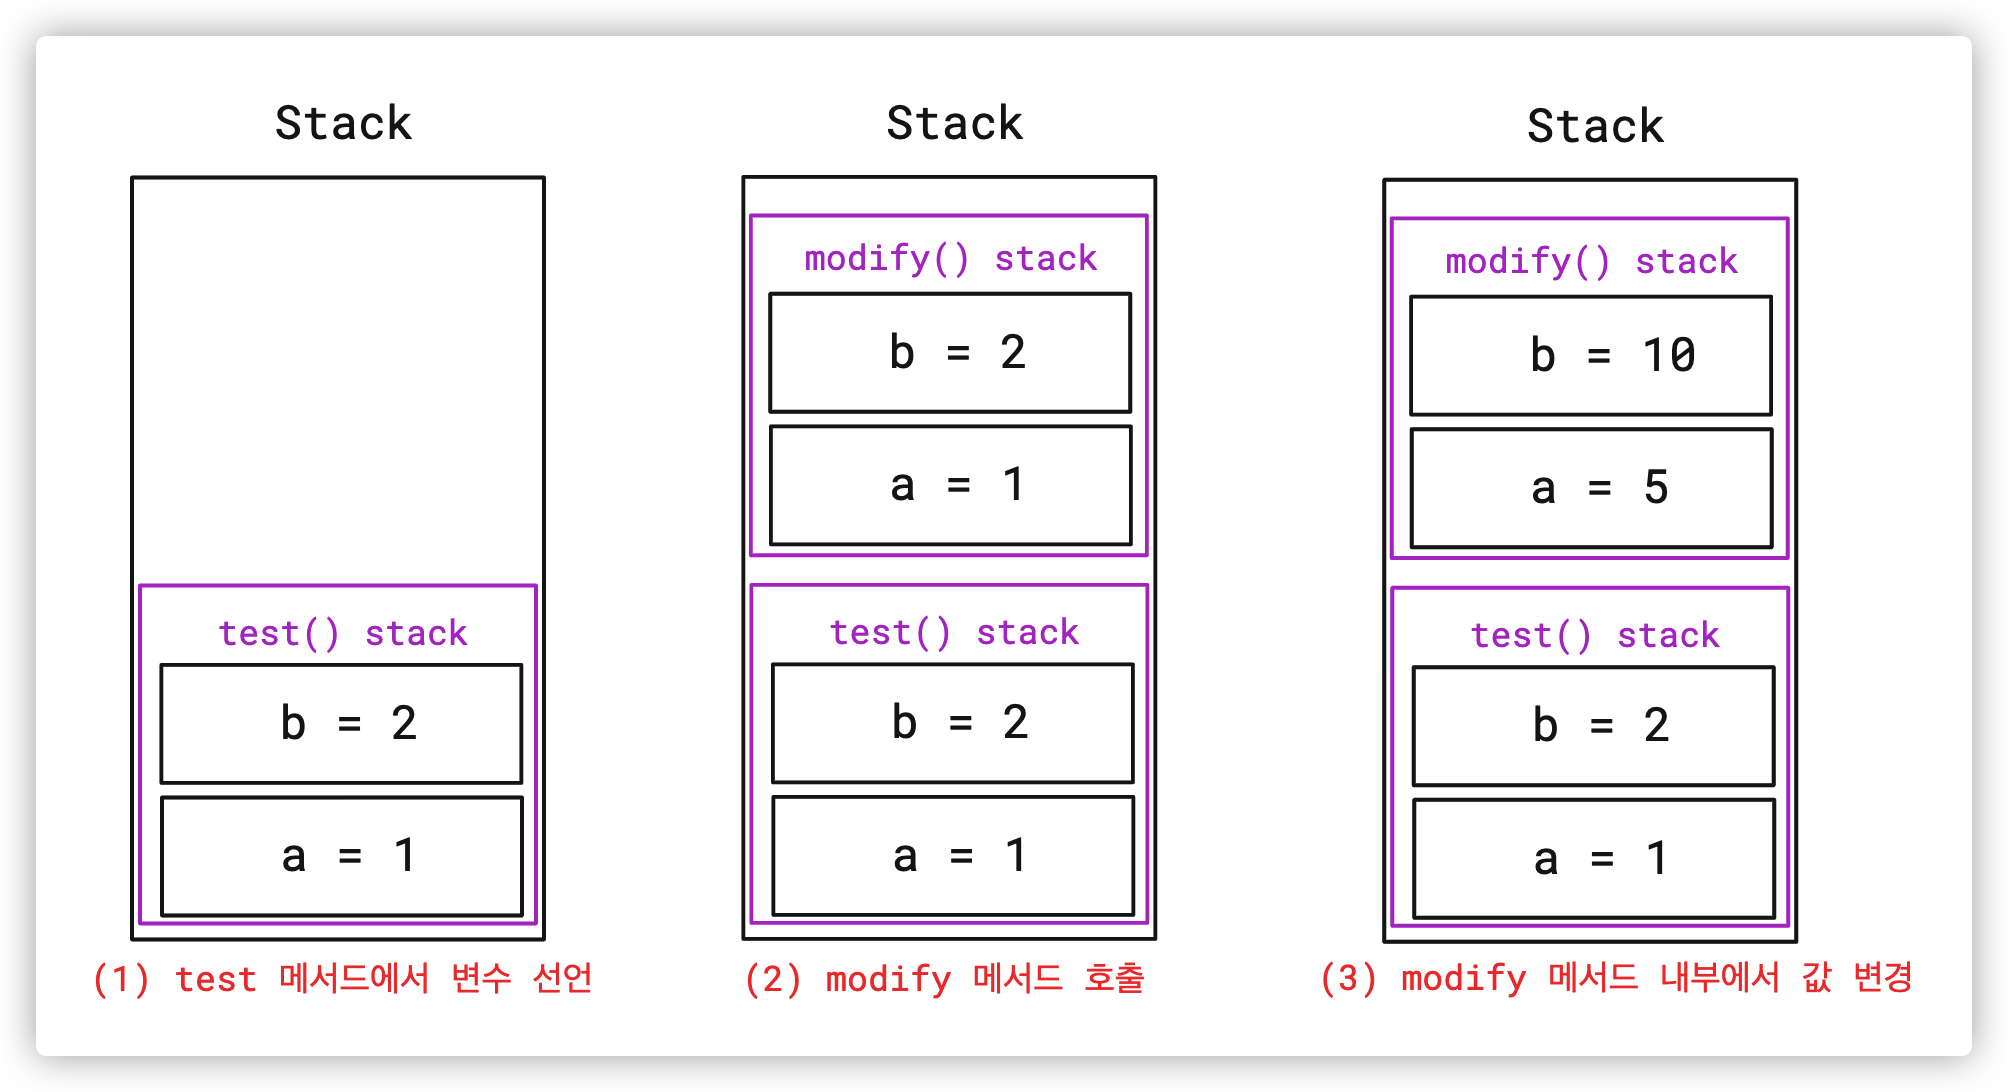 Stack
test() stack
b = 2
a = 1
(1) test 메서드에서 변수 선언
Stack
modify() stack
b = 2
a = 1
test() stack
b = 2
a = 1
(2) modify 메서드 호출
Stack
modify() stack
b = 10
a = 5
test() stack
b = 2
a = 1
(3) modify 메서드 내부에서 값 변경